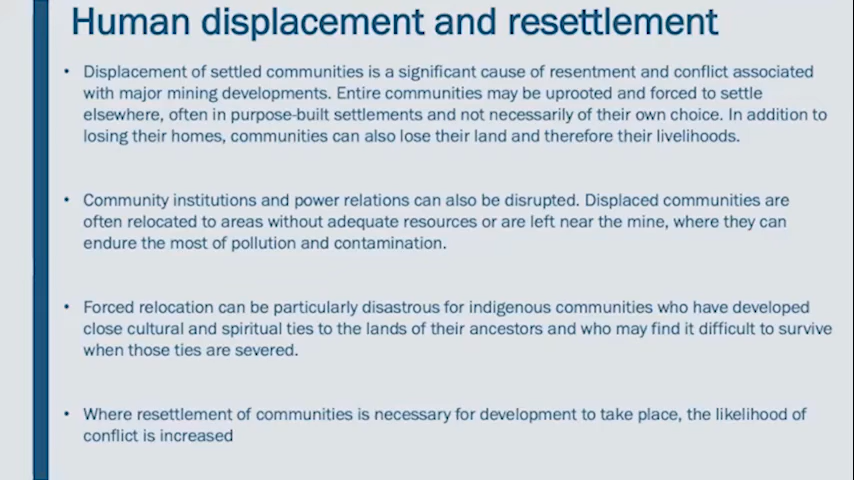 Human displacement and resettlement
• Displacement of settled communities is a significant cause of resentment and conflict associated
with major mining developments. Entire communities may be uprooted and forced to settle
elsewhere, often in purpose-built settlements and not necessarily of their own choice. In addition to
losing their homes, communities can also lose their land and therefore their livelihoods.
• Community institutions and power relations can also be disrupted. Displaced communities are
often relocated to areas without adequate resources or are left near the mine, where they can
endure the most of pollution and contamination.
• Forced relocation can be particularly disastrous for indigenous communities who have developed
close cultural and spiritual ties to the lands of their ancestors and who may find it difficult to survive
when those ties are severed.
• Where resettlement of communities is necessary for development to take place, the likelihood of
conflict is increased